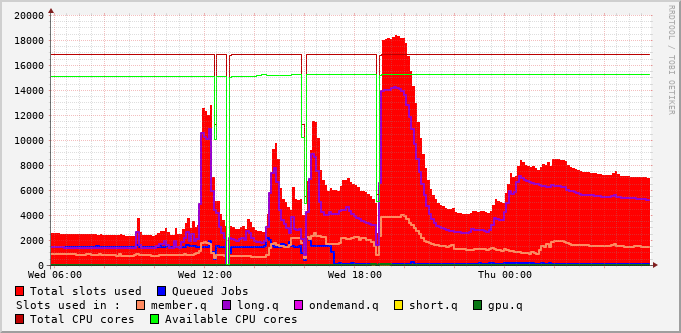 20000
18000
16000
14000
12000
10000
8000
6000
4000
2000
0
Wed 06:00 Wed 12:00 Wed 18:00 Thu 00:00
Total slots used Queued Jobs
Slots used in : member.q long.q ondemand.q short.q gpu.q
Total CPU cores Available CPU cores
RRDTOOL / TOBI OETIKER